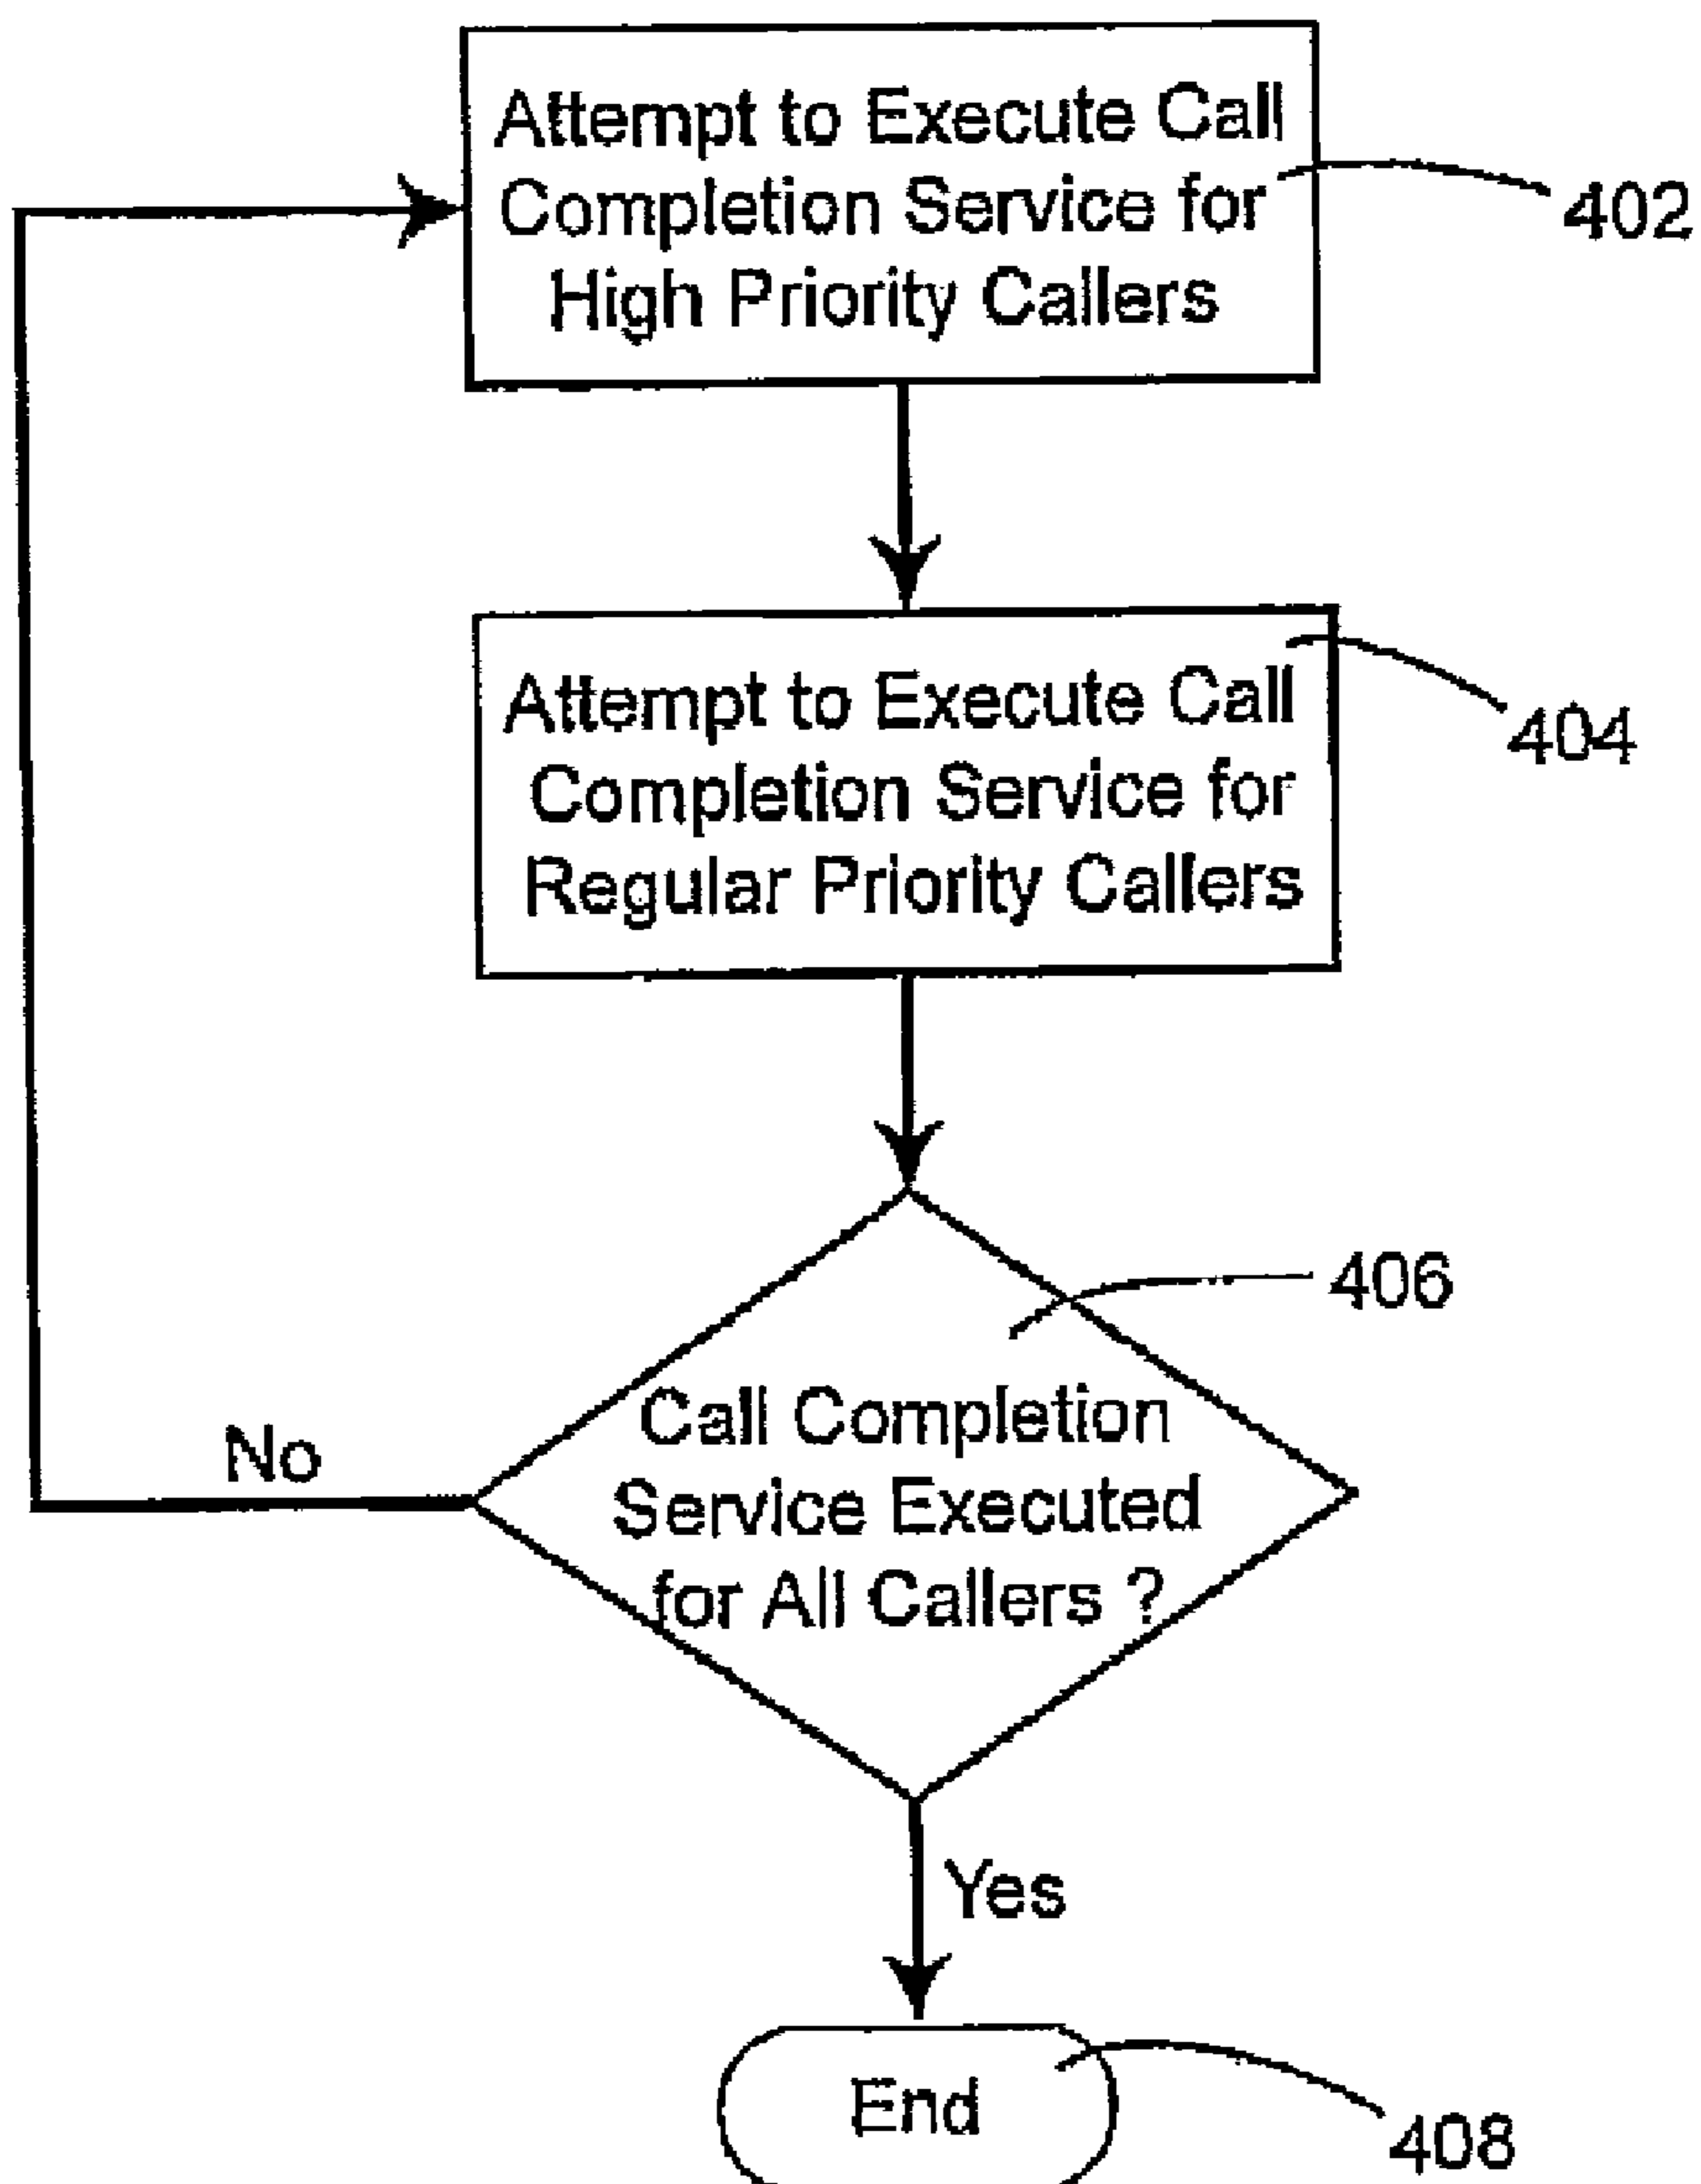 Attempt to Execute Call
Completion Service for
High Priority Callers
402
Attempt to Execute Call
Completion Service for
Regular Priority Callers
404
406
Call Completion
Service Executed
for All Callers ?
No
Yes
End
408